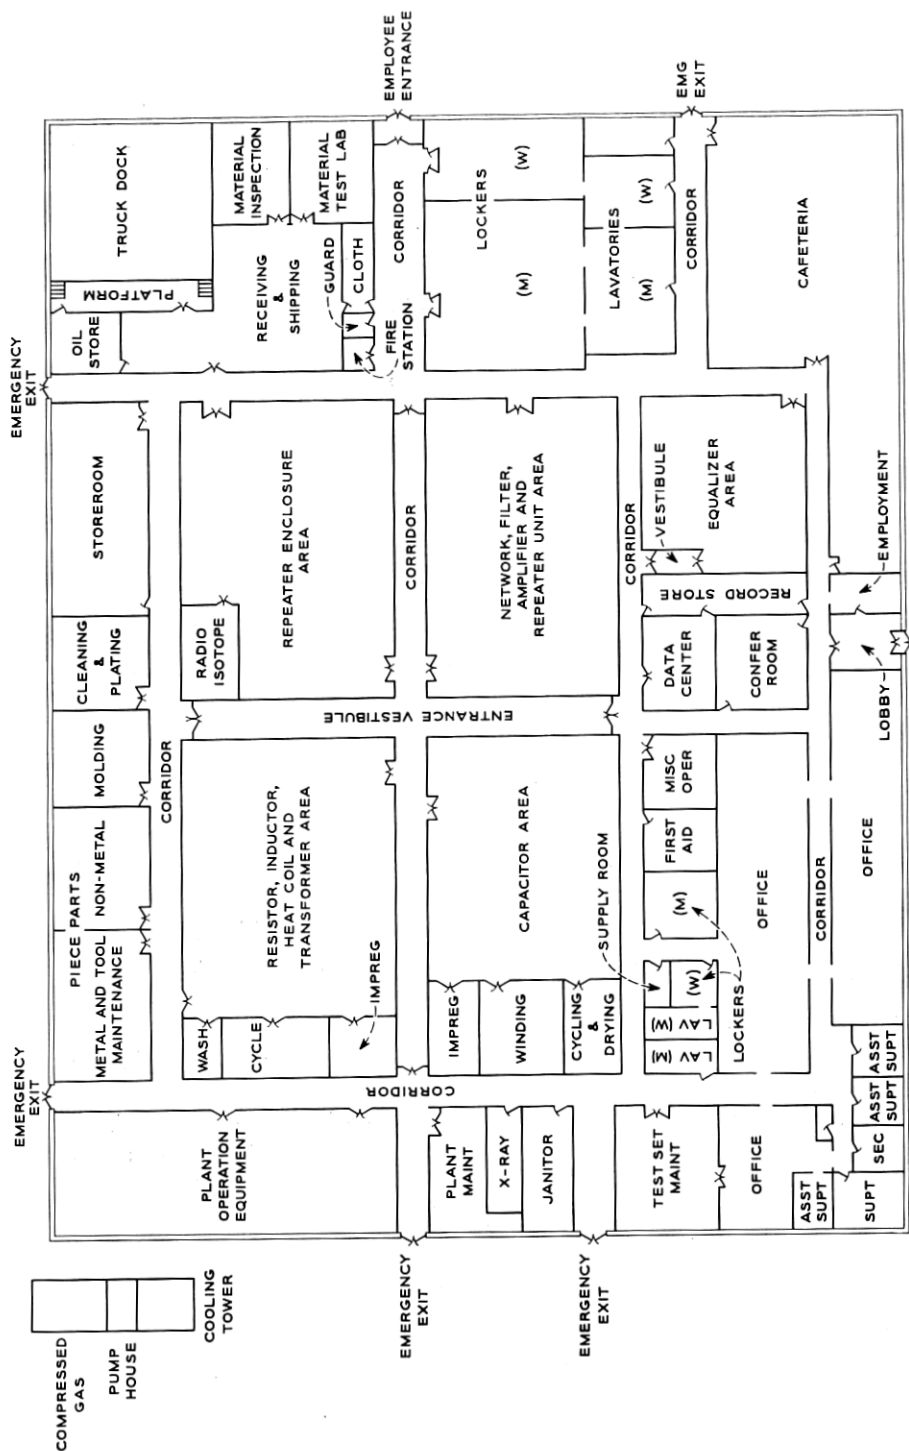 COMPRESSED
GAS
PUMP
HOUSE
COOLING
TOWER
EMERGENCY
EXIT
EMERGENCY
EXIT
PIECE PARTS
METAL AND TOOL
MAINTENANCE
NON-METAL
MOLDING
CLEANING
&
PLATING
STOREROOM
OIL
STORE
PLATFORM
TRUCK DOCK
PLANT
OPERATION
EQUIPMENT
CORRIDOR
WASH
CYCLE
IMPREG
RESISTOR, INDUCTOR,
HEAT COIL AND
TRANSFORMER AREA
CORRIDOR
ENTRANCE VESTIBULE
RADIO
ISOTOPE
REPEATER ENCLOSURE
AREA
RECEIVING
&
SHIPPING
MATERIAL
INSPECTION
MATERIAL
TEST LAB
GUARD
CLOTH
FIRE
STATION
CORRIDOR
EMPLOYEE
ENTRANCE
CORRIDOR
EMERGENCY
EXIT
PLANT
MAINT
X-RAY
JANITOR
EMERGENCY
EXIT
IMPREG
WINDING
CYCLING
&
DRYING
CAPACITOR AREA
NETWORK, FILTER,
AMPLIFIER AND
REPEATER UNIT AREA
LOCKERS
(M)
(W)
LAVATORIES
(M)
(W)
CORRIDOR
EMG
EXIT
CORRIDOR
SUPPLY ROOM
TEST SET
MAINT
LAV (M)
LAV (W)
(W)
(M)
LOCKERS
FIRST
AID
MISC
OPER
DATA
CENTER
CONFER
ROOM
RECORD STORE
VESTIBULE
EQUALIZER
AREA
CAFETERIA
OFFICE
OFFICE
CORRIDOR
ASST
SUPT
SUPT
SEC
ASST
SUPT
ASST
SUPT
OFFICE
LOBBY
EMPLOYMENT